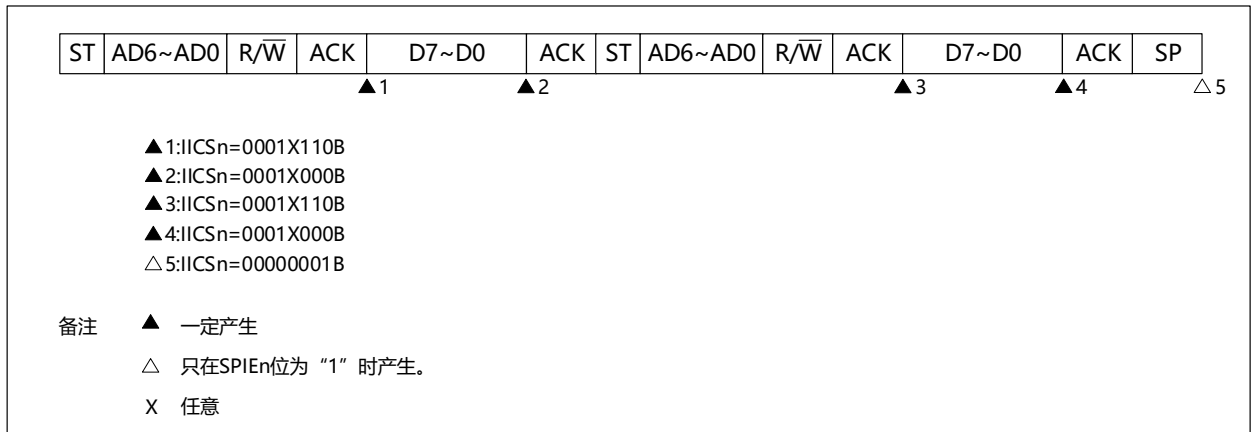 ST AD6~AD0 R/W̅ ACK D7~D0 ACK ST AD6~AD0 R/W̅ ACK D7~D0 ACK SP
▲1 ▲2 ▲3 ▲4 △5
▲1:IICSn=0001X110B
▲2:IICSn=0001X000B
▲3:IICSn=0001X110B
▲4:IICSn=0001X000B
△5:IICSn=00000001B
备注 ▲ 一定产生
△ 只在SPIEn位为“1”时产生。
X 任意